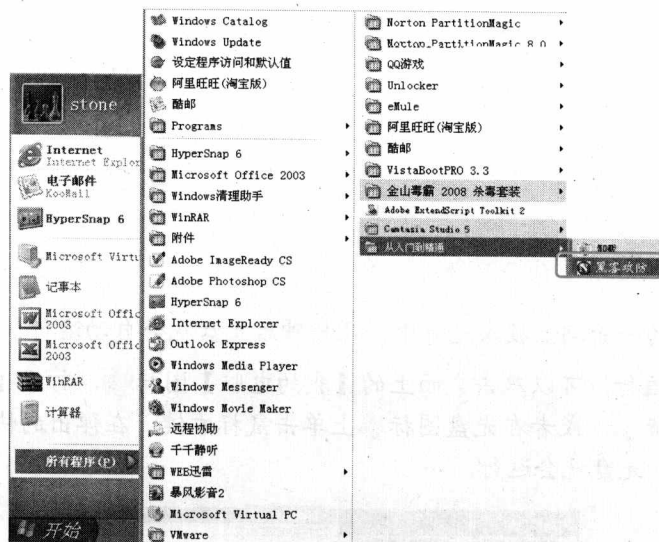 stone
Internet
Internet Explor
电子邮件
KooMail
HyperSnap 6
Microsoft Virtu
记事本
Microsoft Offic
2003
Microsoft Offic
2003
WinRAR
计算器
所有程序(P)
开始
Windows Catalog
Windows Update
设定程序访问和默认值
阿里旺旺(淘宝版)
酷邮
Programs
HyperSnap 6
Microsoft Office 2003
Windows清理助手
WinRAR
附件
Adobe ImageReady CS
Adobe Photoshop CS
HyperSnap 6
Internet Explorer
Outlook Express
Windows Media Player
Windows Messenger
Windows Movie Maker
远程协助
千千静听
WEB迅雷
暴风影音2
Microsoft Virtual PC
VMware
Norton PartitionMagic
Norton PartitionMagic 8.0
QQ游戏
Unlocker
eMule
阿里旺旺(淘宝版)
酷邮
VistaBootPRO 3.3
金山毒霸 2008 杀毒套装
Adobe ExtendScript Toolkit 2
Camtasia Studio 5
从入门到精通
黑客攻防